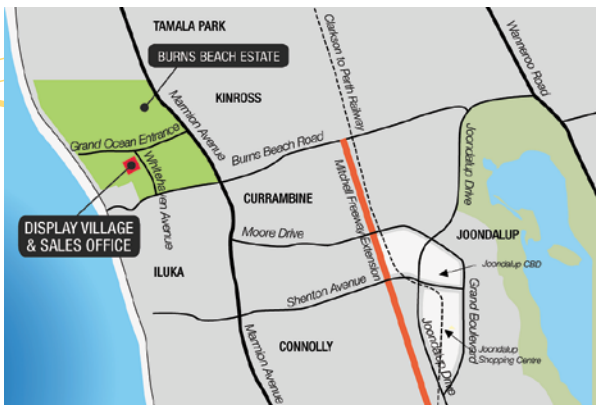 TAMALA PARK
BURNS BEACH ESTATE
Clarkson to Perth Railway
Wanneroo Road
Marmion Avenue
KINROSS
Grand Ocean Entrance
Burns Beach Road
Joondalup Drive
Whitehaven Avenue
Mitchell Freeway Extension
CURRAMBINE
DISPLAY VILLAGE
& SALES OFFICE
Moore Drive
JOONDALUP
ILUKA
Joondalup CBD
Shenton Avenue
Grand Boulevard
Marmion Avenue
CONNOLLY
Joondalup Drive
Joondalup
Shopping Centre